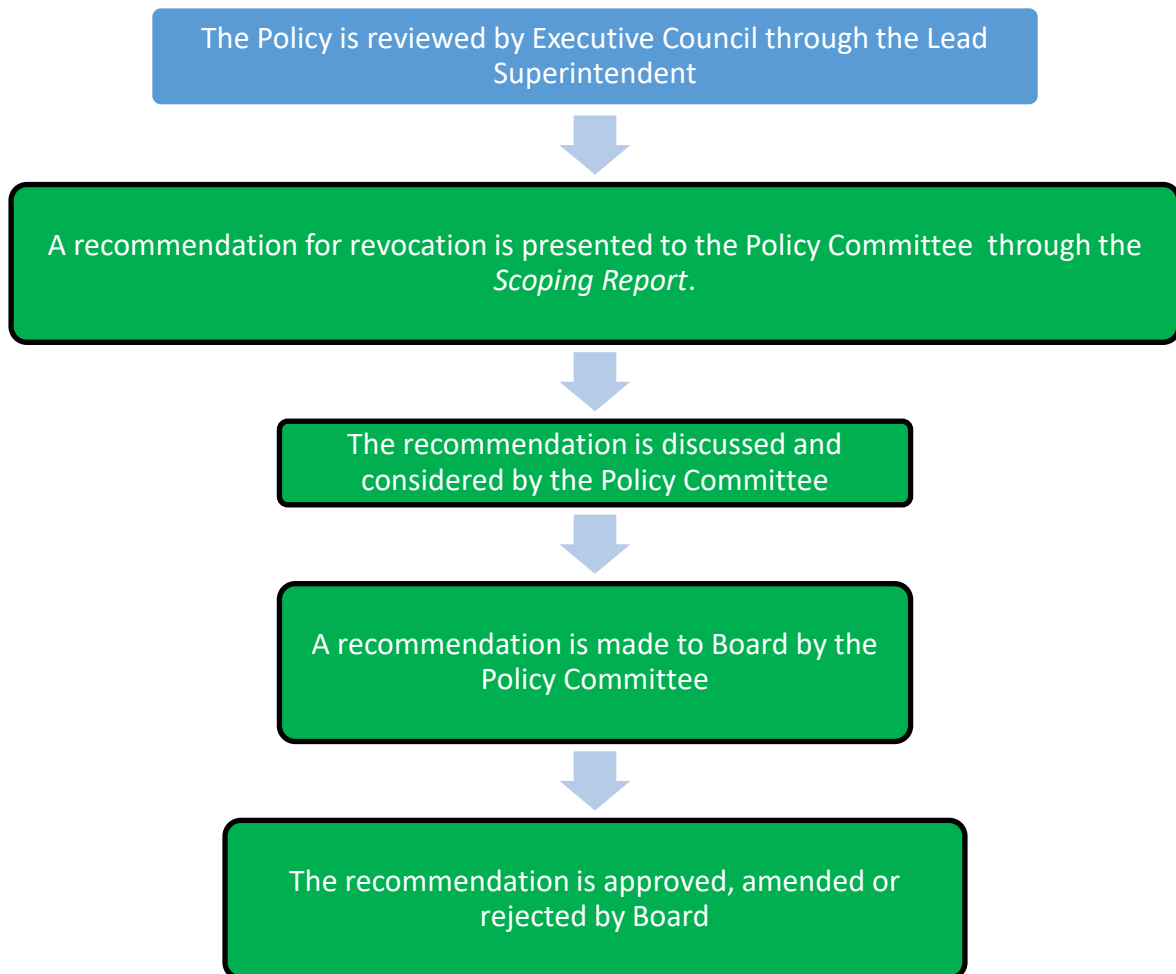 The Policy is reviewed by Executive Council through the Lead
Superintendent
A recommendation for revocation is presented to the Policy Committee  through the
Scoping Report.
The recommendation is discussed and
considered by the Policy Committee
A recommendation is made to Board by the
Policy Committee
The recommendation is approved, amended or
rejected by Board